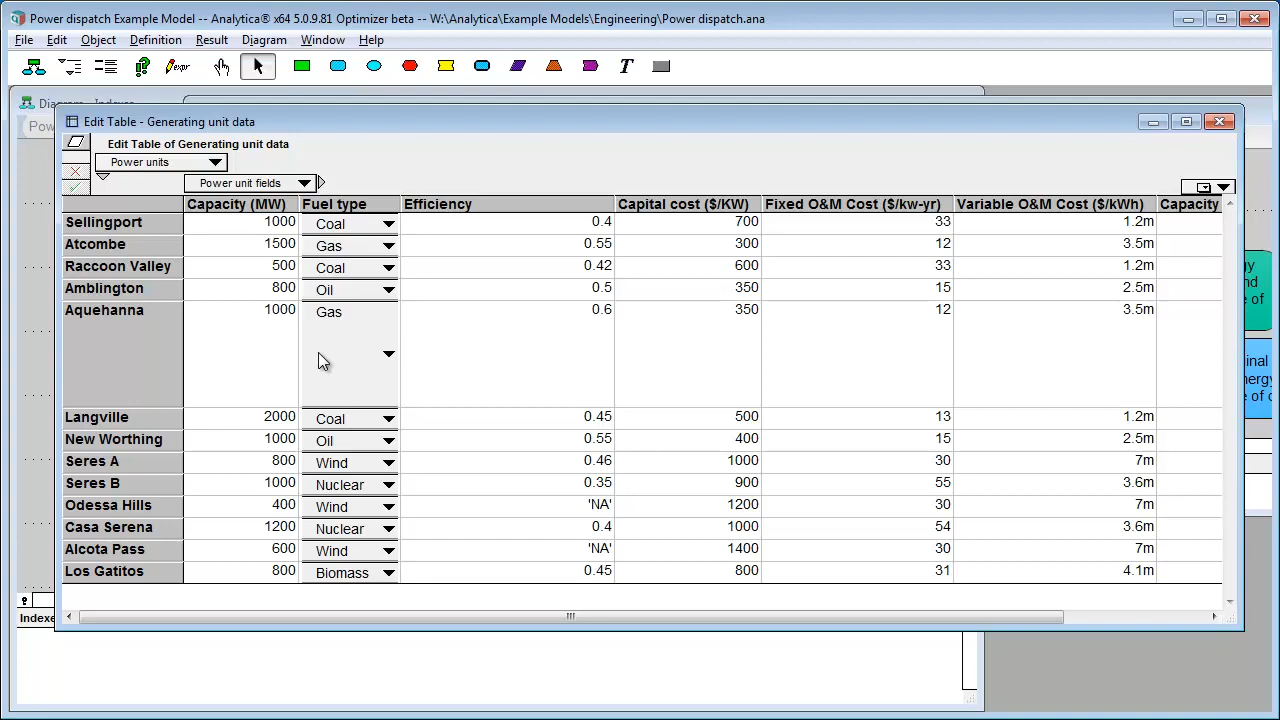 Power dispatch Example Model -- Analytica® x64 5.0.9.81 Optimizer beta -- W:\Analytica\Example Models\Engineering\Power dispatch.ana
File Edit Object Definition Result Tools Diagram Window Help
expr
Edit Table - Generating unit data
Edit Table of Generating unit data
Power units
Power unit fields
Capacity (MW) Fuel type Efficiency Capital cost ($/KW) Fixed O&M Cost ($/kw-yr) Variable O&M Cost ($/kWh) Capacity
Sellingport 1000 Coal 0.4 700 33 1.2m
Atcombe 1500 Gas 0.55 300 12 3.5m
Raccoon Valley 500 Coal 0.42 600 33 1.2m
Amblington 800 Oil 0.5 350 15 2.5m
Aquehanna 1000 Gas 0.6 350 12 3.5m
Langville 2000 Coal 0.45 500 13 1.2m
New Worthing 1000 Oil 0.55 400 15 2.5m
Seres A 800 Wind 0.46 1000 30 7m
Seres B 1000 Nuclear 0.35 900 55 3.6m
Odessa Hills 400 Wind 'NA' 1200 30 7m
Casa Serena 1200 Nuclear 0.4 1000 54 3.6m
Alcota Pass 600 Wind 'NA' 1400 30 7m
Los Gatitos 800 Biomass 0.45 800 31 4.1m